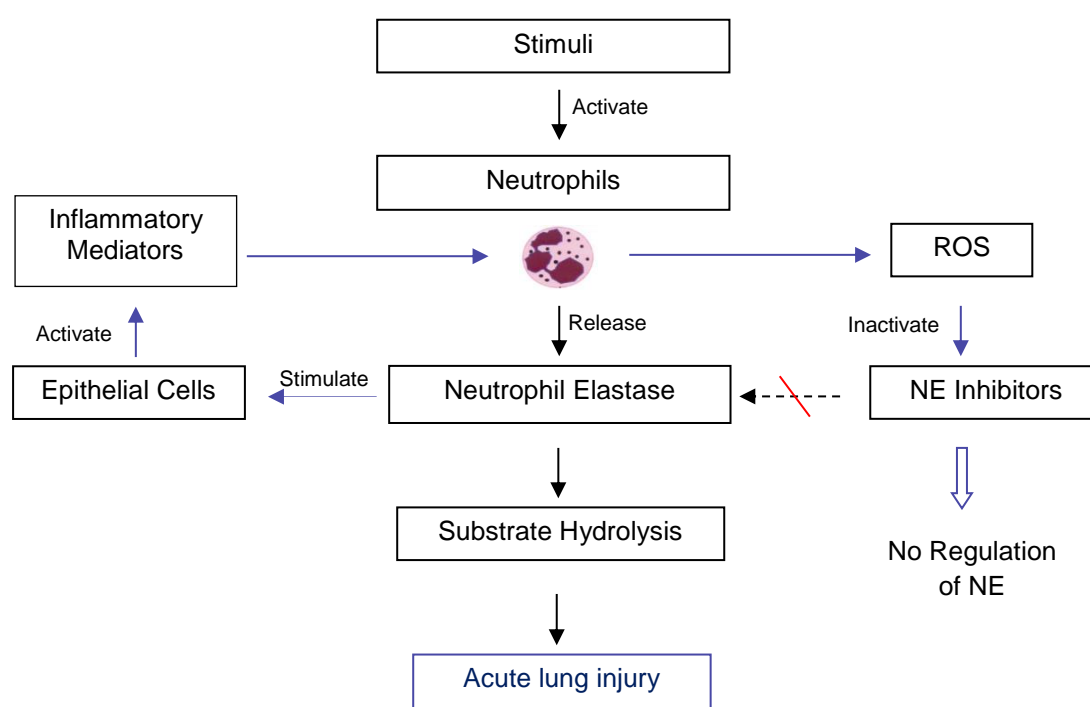 Stimuli
Activate
Neutrophils
Inflammatory
Mediators
ROS
Release
Inactivate
Activate
Epithelial Cells
Stimulate
Neutrophil Elastase
NE Inhibitors
Substrate Hydrolysis
No Regulation
of NE
Acute lung injury